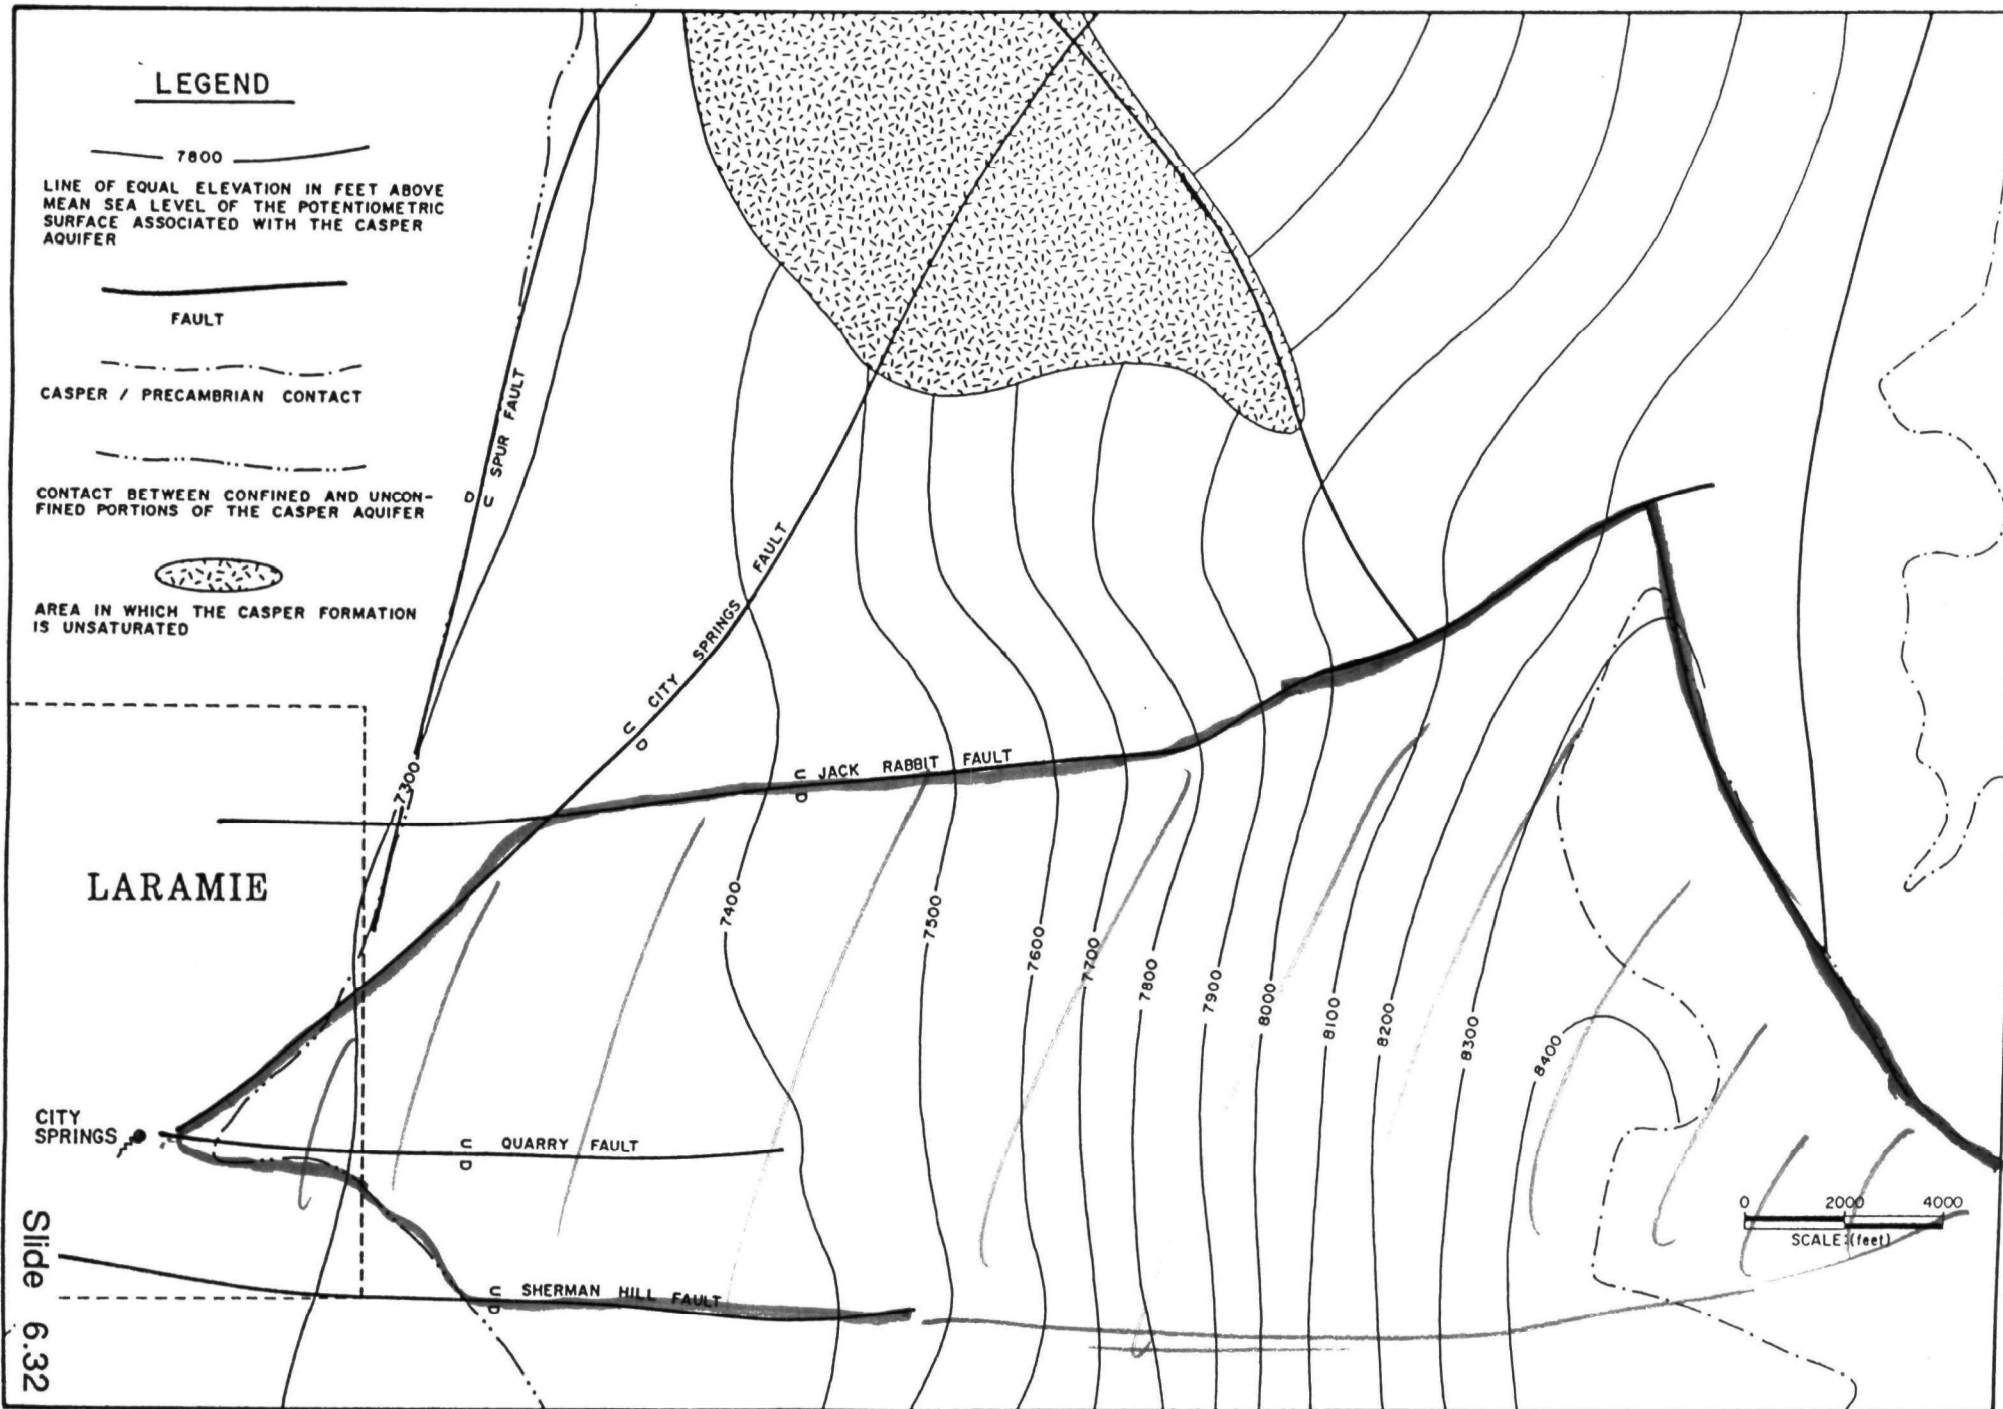 LEGEND
7800
LINE OF EQUAL ELEVATION IN FEET ABOVE
MEAN SEA LEVEL OF THE POTENTIOMETRIC
SURFACE ASSOCIATED WITH THE CASPER
AQUIFER
FAULT
CASPER / PRECAMBRIAN CONTACT
CONTACT BETWEEN CONFINED AND UNCON-
FINED PORTIONS OF THE CASPER AQUIFER
AREA IN WHICH THE CASPER FORMATION
IS UNSATURATED
D U SPUR FAULT
U D CITY SPRINGS FAULT
U D JACK RABBIT FAULT
7300
LARAMIE
7400
7500
7600
7700
7800
7900
8000
8100
8200
8300
8400
CITY
SPRINGS
U D QUARRY FAULT
U D SHERMAN HILL FAULT
0 2000 4000
SCALE: (feet)
Slide 6.32